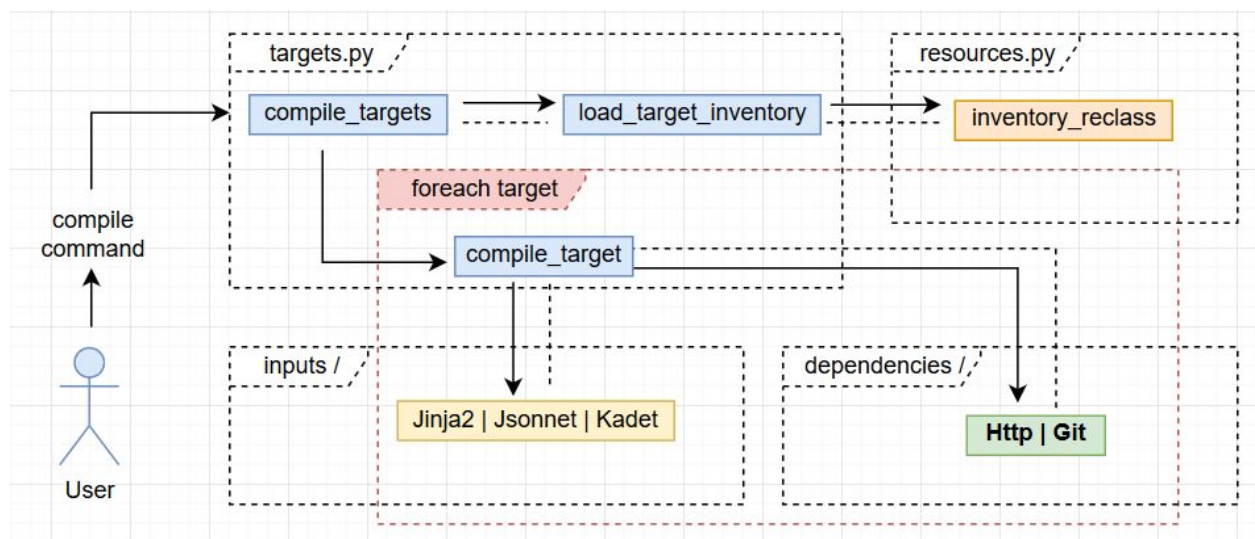 targets.py
resources.py
compile_targets
load_target_inventory
inventory_reclass
foreach target
compile
command
compile_target
inputs /
dependencies /
Jinja2 | Jsonnet | Kadet
Http | Git
User